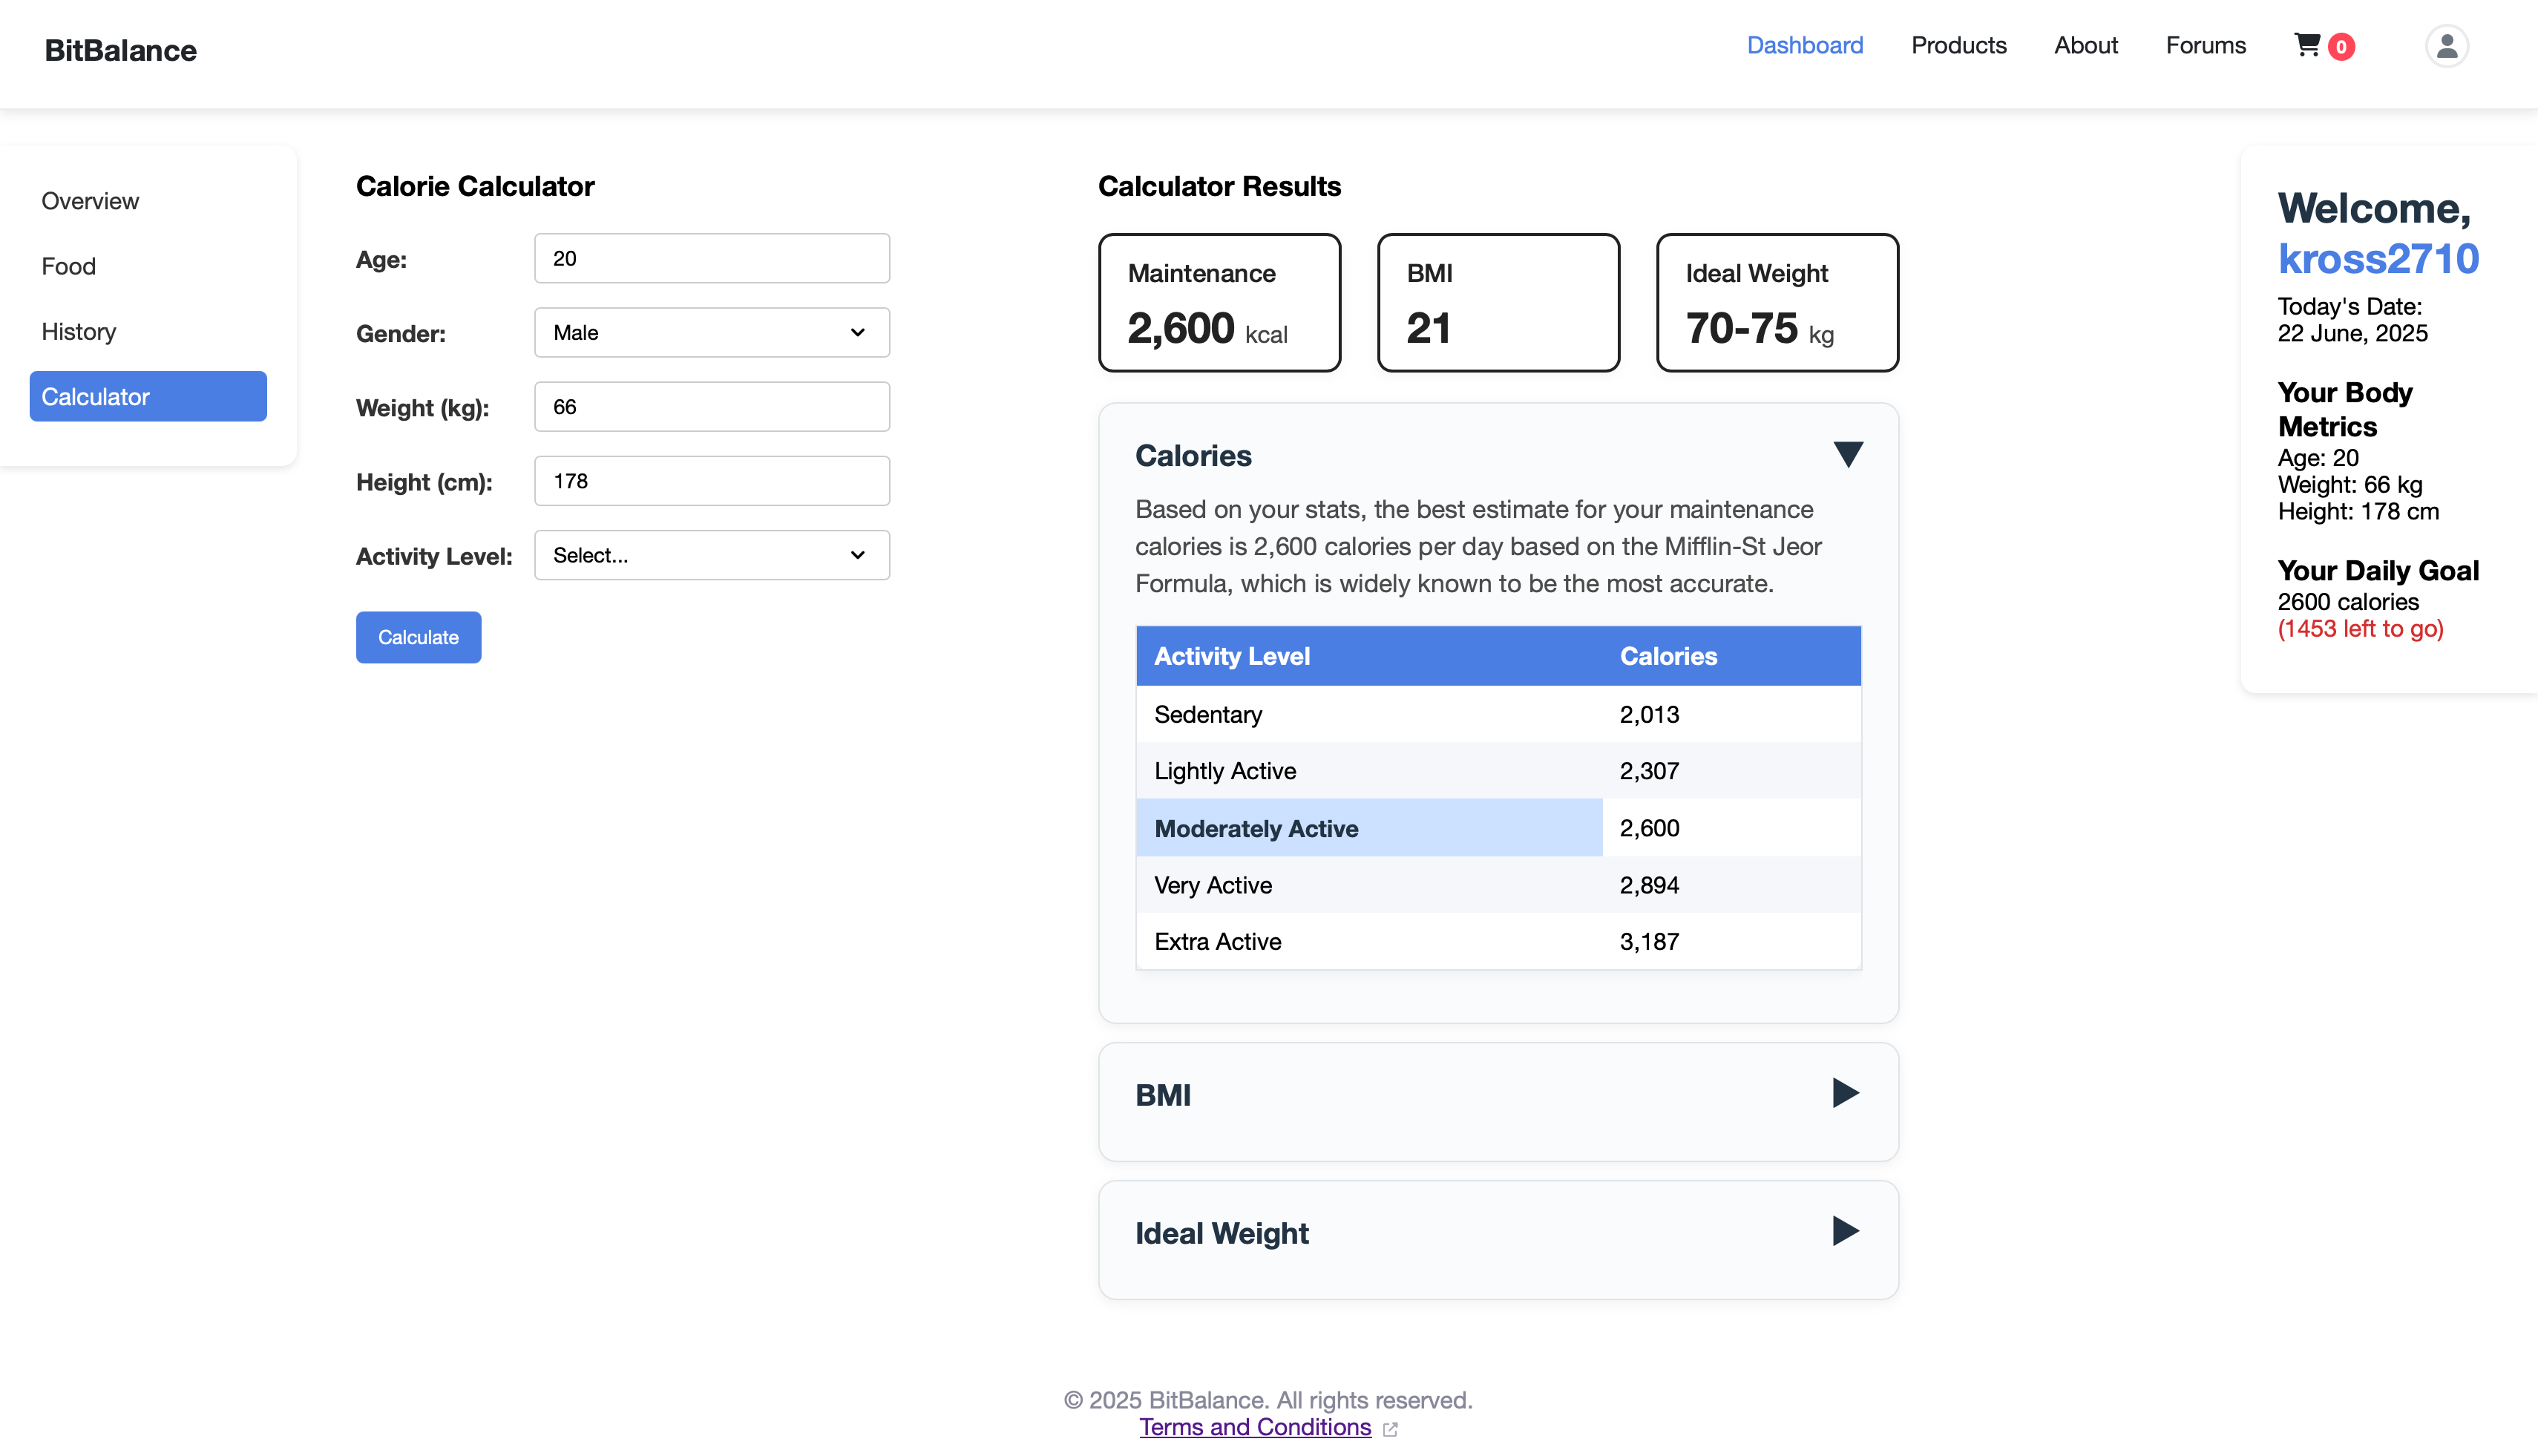 BitBalance
Dashboard Products About Forums 0
Overview
Food
History
Calculator
Calorie Calculator
Age: 20
Gender: Male
Weight (kg): 66
Height (cm): 178
Activity Level: Select...
Calculate
Calculator Results
Maintenance
2,600 kcal
BMI
21
Ideal Weight
70-75 kg
Calories
Based on your stats, the best estimate for your maintenance
calories is 2,600 calories per day based on the Mifflin-St Jeor
Formula, which is widely known to be the most accurate.
Activity Level Calories
Sedentary 2,013
Lightly Active 2,307
Moderately Active 2,600
Very Active 2,894
Extra Active 3,187
BMI
Ideal Weight
Welcome,
kross2710
Today's Date:
22 June, 2025
Your Body
Metrics
Age: 20
Weight: 66 kg
Height: 178 cm
Your Daily Goal
2600 calories
(1453 left to go)
© 2025 BitBalance. All rights reserved.
Terms and Conditions